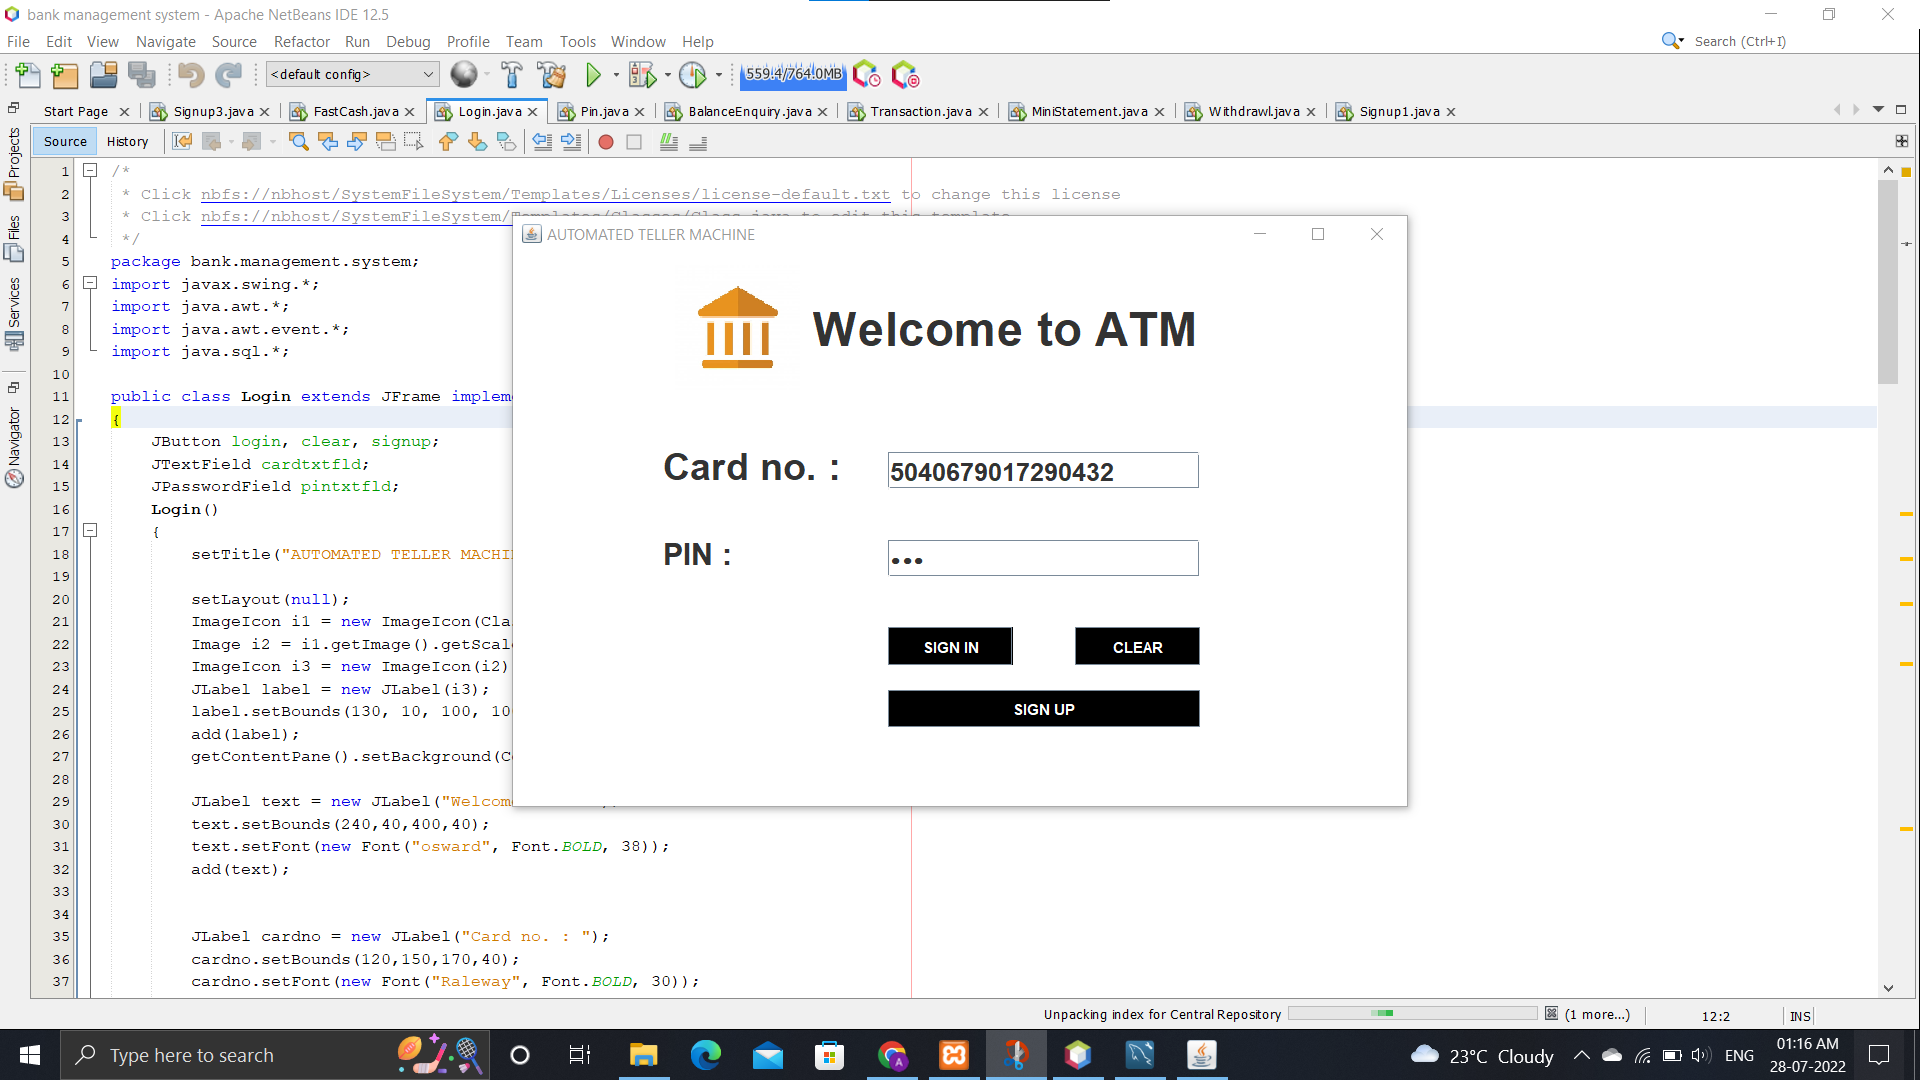 bank management system - Apache NetBeans IDE 12.5
File Edit View Navigate Source Refactor Run Debug Profile Team Tools Window Help
Search (Ctrl+I)
<default config>
559.4/764.0MB
Start Page Signup3.java FastCash.java Login.java Pin.java BalanceEnquiry.java Transaction.java MiniStatement.java Withdrawl.java Signup1.java
Source History
Projects
Files
Services
Navigator
1 /*
2 * Click nbfs://nbhost/SystemFileSystem/Templates/Licenses/license-default.txt to change this license
3 * Click nbfs://nbhost/SystemFileSystem/Templates/Classes/Class.java to edit this template
4 */
5 package bank.management.system;
6 import javax.swing.*;
7 import java.awt.*;
8 import java.awt.event.*;
9 import java.sql.*;
10
11 public class Login extends JFrame implem
12 {
13 JButton login, clear, signup;
14 JTextField cardtxtfld;
15 JPasswordField pintxtfld;
16 Login()
17 {
18 setTitle("AUTOMATED TELLER MACHI
19
20 setLayout(null);
21 ImageIcon i1 = new ImageIcon(Cla
22 Image i2 = i1.getImage().getScal
23 ImageIcon i3 = new ImageIcon(i2)
24 JLabel label = new JLabel(i3);
25 label.setBounds(130, 10, 100, 10
26 add(label);
27 getContentPane().setBackground(C
28
29 JLabel text = new JLabel("Welcom
30 text.setBounds(240,40,400,40);
31 text.setFont(new Font("osward", Font.BOLD, 38));
32 add(text);
33
34
35 JLabel cardno = new JLabel("Card no. : ");
36 cardno.setBounds(120,150,170,40);
37 cardno.setFont(new Font("Raleway", Font.BOLD, 30));
AUTOMATED TELLER MACHINE
Welcome to ATM
Card no. : 5040679017290432
PIN : •••
SIGN IN CLEAR
SIGN UP
Unpacking index for Central Repository (1 more...) 12:2 INS
Type here to search
23°C Cloudy ENG
01:16 AM
28-07-2022